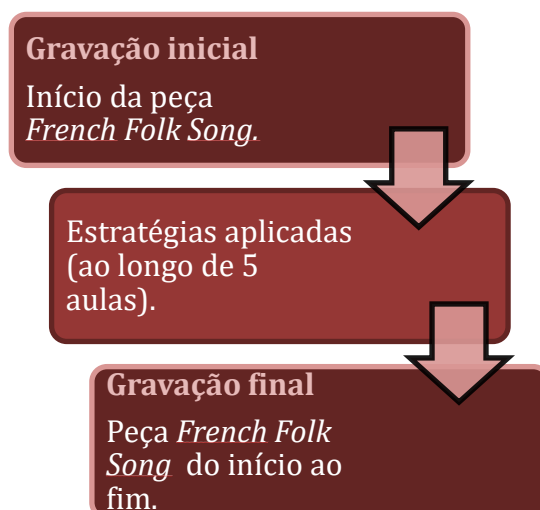 Gravação inicial
Início da peça
French Folk Song.
Estratégias aplicadas
(ao longo de 5
aulas).
Gravação final
Peça French Folk
Song do início ao
fim.